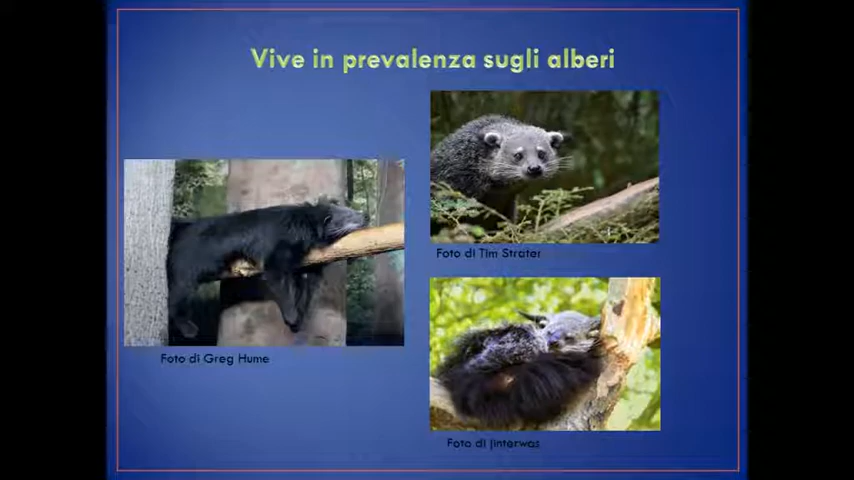 Vive in prevalenza sugli alberi
Foto di Tim Strater
Foto di Greg Hume
Foto di Jinterwas